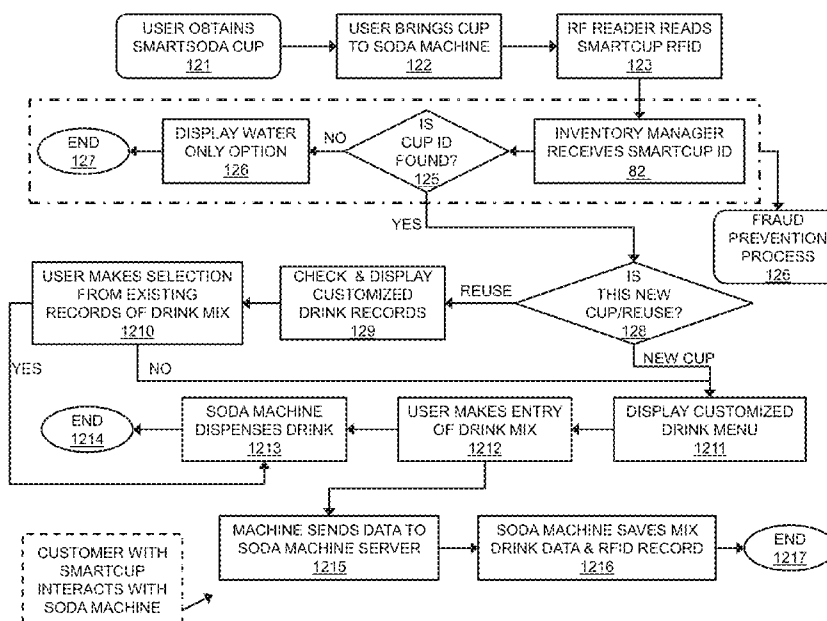 USER OBTAINS
SMARTSODA CUP
121
USER BRINGS CUP
TO SODA MACHINE
122
RF READER READS
SMARTCUP RFID
123
INVENTORY MANAGER
RECEIVES SMARTCUP ID
82
IS
CUP ID
FOUND?
125
NO
DISPLAY WATER
ONLY OPTION
126
END
127
YES
FRAUD
PREVENTION
PROCESS
126
IS
THIS NEW
CUP/REUSE?
128
REUSE
CHECK & DISPLAY
CUSTOMIZED
DRINK RECORDS
129
USER MAKES SELECTION
FROM EXISTING
RECORDS OF DRINK MIX
1210
YES
NO
NEW CUP
DISPLAY CUSTOMIZED
DRINK MENU
1211
USER MAKES ENTRY
OF DRINK MIX
1212
SODA MACHINE
DISPENSES DRINK
1213
END
1214
MACHINE SENDS DATA TO
SODA MACHINE SERVER
1215
SODA MACHINE SAVES MIX
DRINK DATA & RFID RECORD
1216
END
1217
CUSTOMER WITH
SMARTCUP
INTERACTS WITH
SODA MACHINE